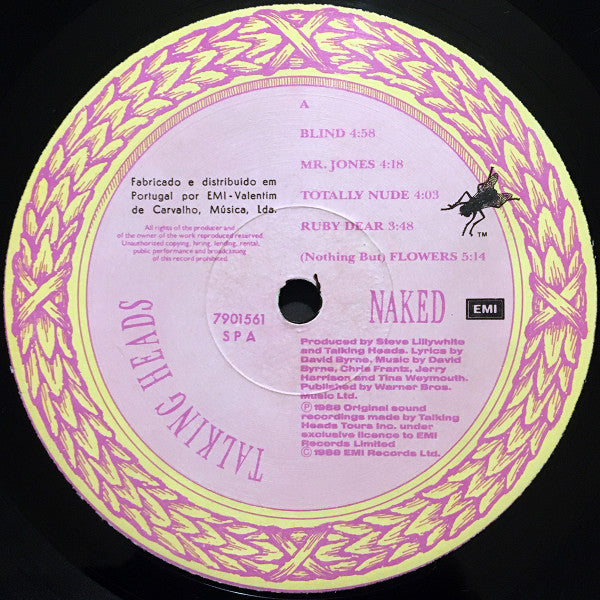 A
BLIND 4:58
MR. JONES 4:18
TOTALLY NUDE 4:03
RUBY DEAR 3:48
(Nothing But) FLOWERS 5:14
TM
Fabricado e distribuido em
Portugal por EMI-Valentim
de Carvalho, Música, Lda.
All rights of the producer and
of the owner of the work reproduced reserved.
Unauthorised copying, hiring, lending, rental,
public performance and broadcasting
of this record prohibited.
7901561
SPA
NAKED
EMI
TALKING HEADS
Produced by Steve Lillywhite
and Talking Heads. Lyrics by
David Byrne. Music by David
Byrne, Chris Frantz, Jerry
Harrison and Tina Weymouth.
Published by Warner Bros.
Music Ltd.
Ⓟ 1988 Original sound
recordings made by Talking
Heads Tours Inc. under
exclusive licence to EMI
Records Limited
© 1988 EMI Records Ltd.